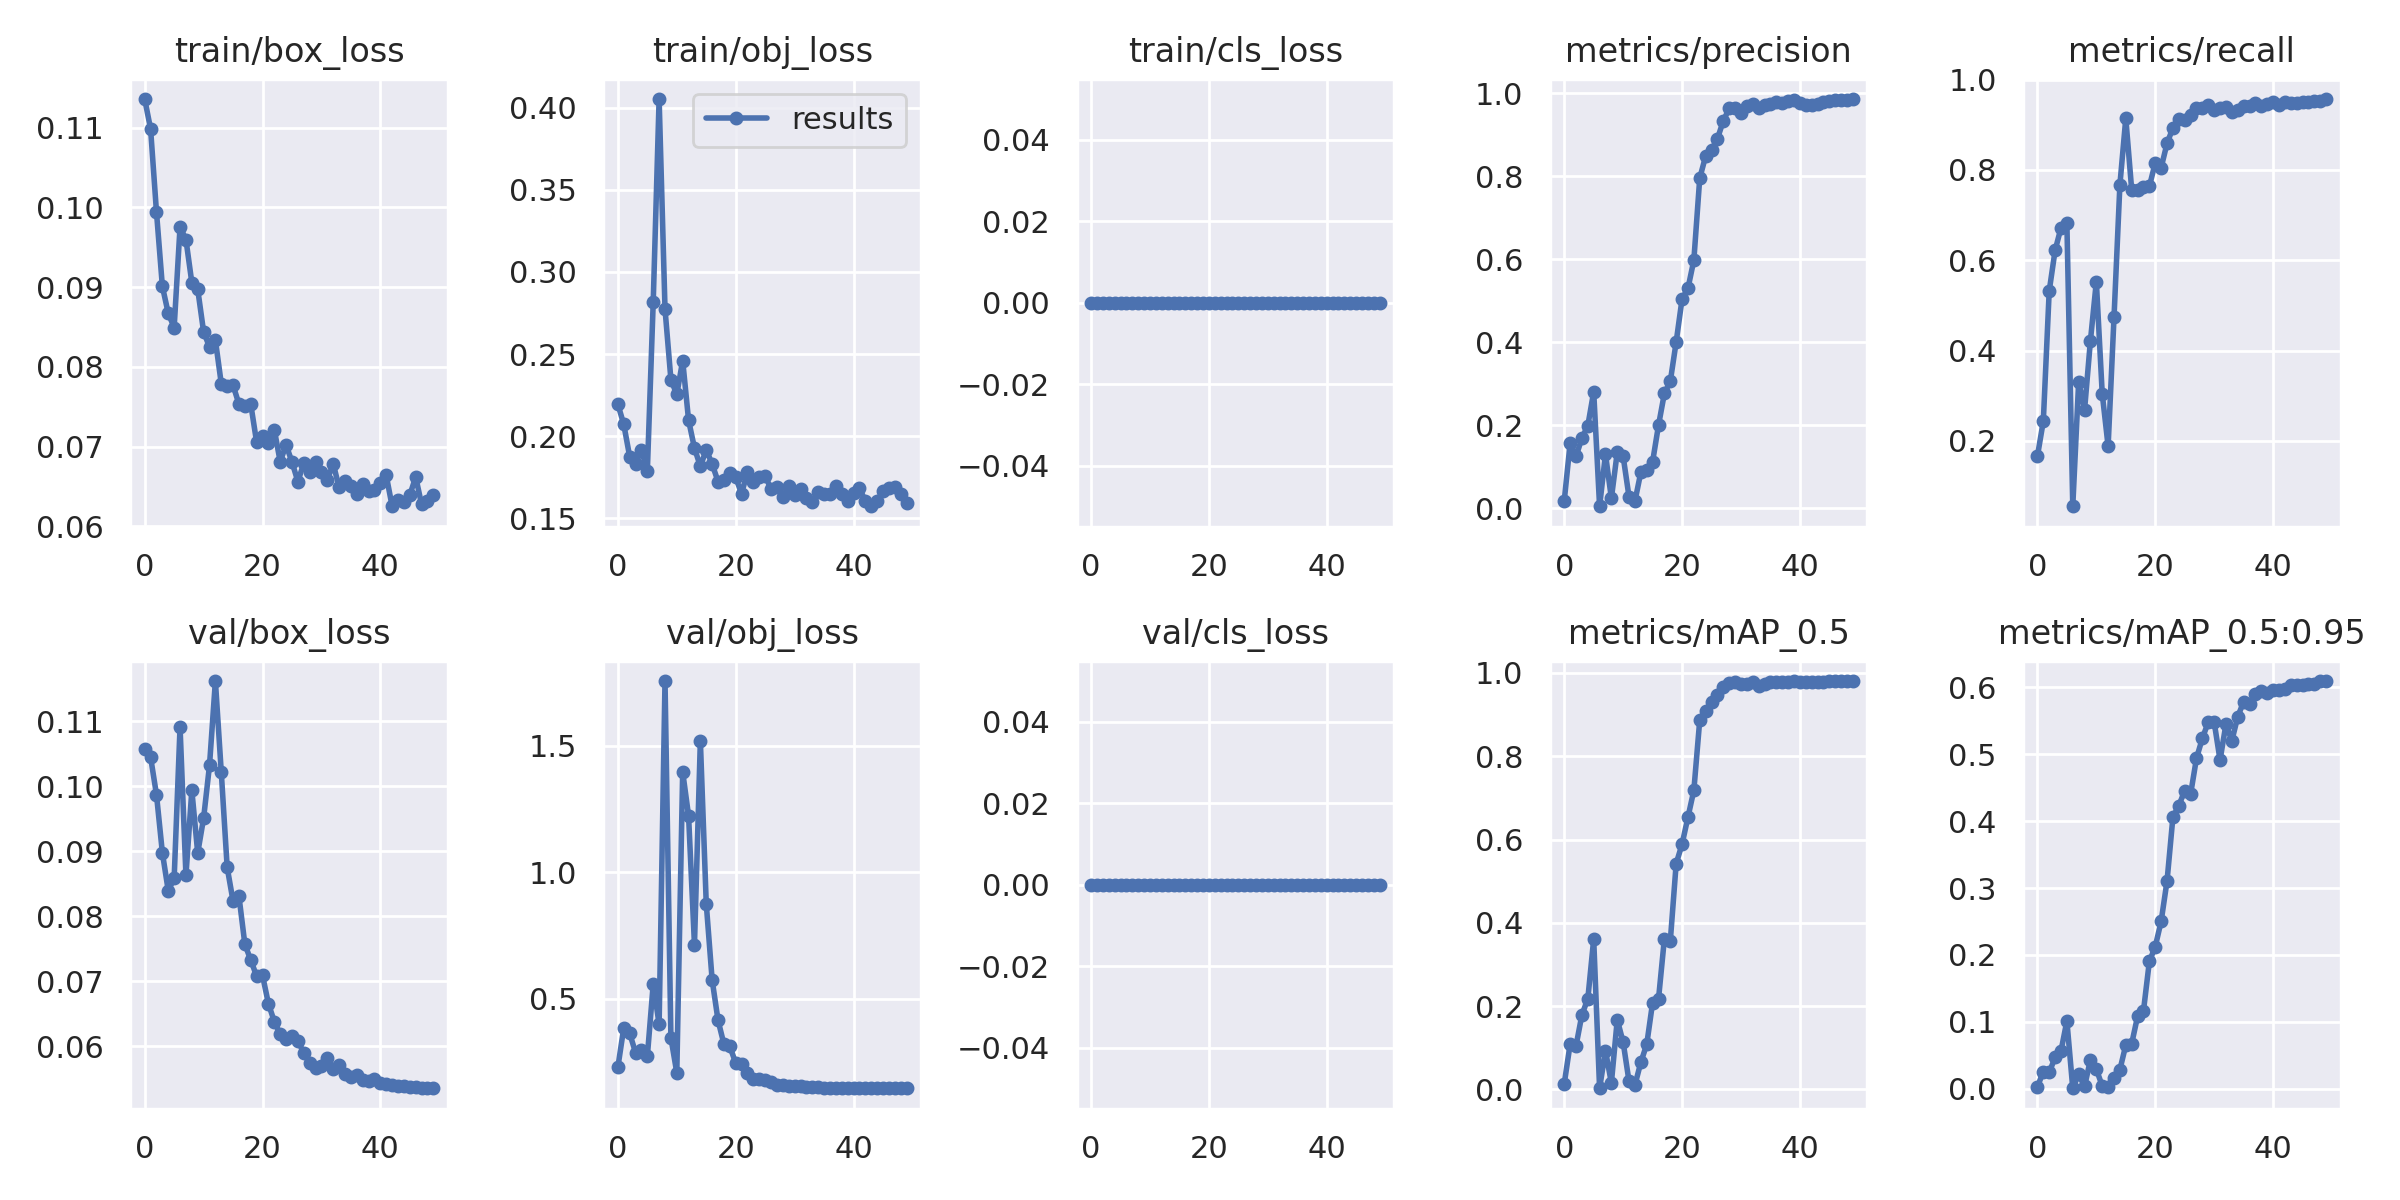 train/box_loss
0.11
0.10
0.09
0.08
0.07
0.06
0 20 40
train/obj_loss
results
0.40
0.35
0.30
0.25
0.20
0.15
0 20 40
train/cls_loss
0.04
0.02
0.00
−0.02
−0.04
0 20 40
metrics/precision
1.0
0.8
0.6
0.4
0.2
0.0
0 20 40
metrics/recall
1.0
0.8
0.6
0.4
0.2
0 20 40
val/box_loss
0.11
0.10
0.09
0.08
0.07
0.06
0 20 40
val/obj_loss
1.5
1.0
0.5
0 20 40
val/cls_loss
0.04
0.02
0.00
−0.02
−0.04
0 20 40
metrics/mAP_0.5
1.0
0.8
0.6
0.4
0.2
0.0
0 20 40
metrics/mAP_0.5:0.95
0.6
0.5
0.4
0.3
0.2
0.1
0.0
0 20 40